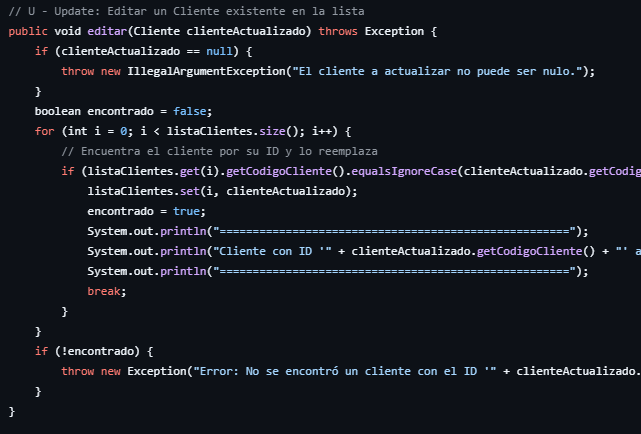 // U - Update: Editar un Cliente existente en la lista
public void editar(Cliente clienteActualizado) throws Exception {
    if (clienteActualizado == null) {
        throw new IllegalArgumentException("El cliente a actualizar no puede ser nulo.");
    }
    boolean encontrado = false;
    for (int i = 0; i < listaClientes.size(); i++) {
        // Encuentra el cliente por su ID y lo reemplaza
        if (listaClientes.get(i).getCodigoCliente().equalsIgnoreCase(clienteActualizado.getCodig
            listaClientes.set(i, clienteActualizado);
            encontrado = true;
            System.out.println("=====================================================");
            System.out.println("Cliente con ID '" + clienteActualizado.getCodigoCliente() + "' a
            System.out.println("=====================================================");
            break;
        }
    }
    if (!encontrado) {
        throw new Exception("Error: No se encontró un cliente con el ID '" + clienteActualizado.
    }
}